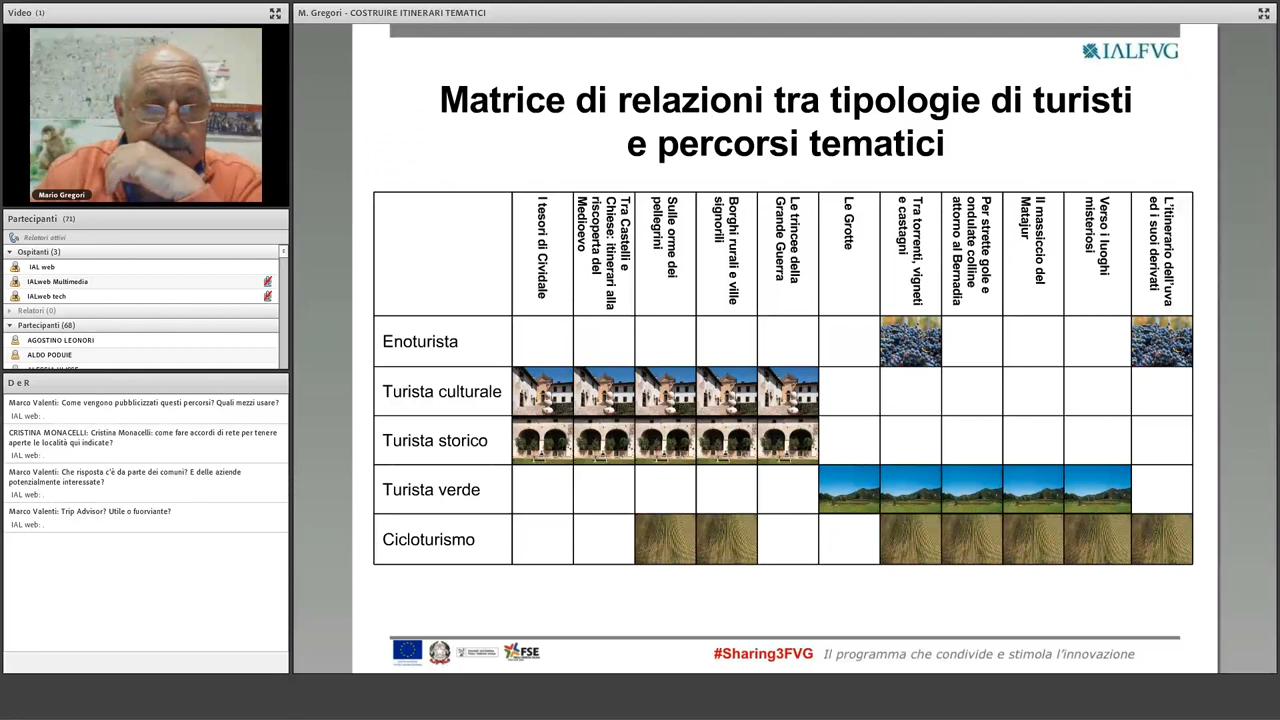 Video (1)
Mario Gregori
Partecipanti (71)
Relatori attivi
Ospitanti (3)
IAL web
IALweb Multimedia
IALweb tech
Relatori (0)
Partecipanti (68)
AGOSTINO LEONORI
ALDO PODUIE
D e R
Marco Valenti: Come vengono pubblicizzati questi percorsi? Quali mezzi usare?
IAL web: .
CRISTINA MONACELLI: Cristina Monacelli: come fare accordi di rete per tenere
aperte le località qui indicate?
IAL web: .
Marco Valenti: Che risposta c'è da parte dei comuni? E delle aziende
potenzialmente interessate?
IAL web: .
Marco Valenti: Trip Advisor? Utile o fuorviante?
IAL web: .
M. Gregori - COSTRUIRE ITINERARI TEMATICI
IALFVG
Matrice di relazioni tra tipologie di turisti
e percorsi tematici
I tesori di Cividale
Tra Castelli e
Chiese: itinerari alla
riscoperta del
Medioevo
Sulle orme dei
pellegrini
Borghi rurali e ville
signorili
Le trincee della
Grande Guerra
Le Grotte
Tra torrenti, vigneti
e castagni
Per strette gole e
ondulate colline
attorno al Bernadia
Il massiccio del
Matajur
Verso i luoghi
misteriosi
L'itinerario dell'uva
ed i suoi derivati
Enoturista
Turista culturale
Turista storico
Turista verde
Cicloturismo
FSE
#Sharing3FVG Il programma che condivide e stimola l'innovazione